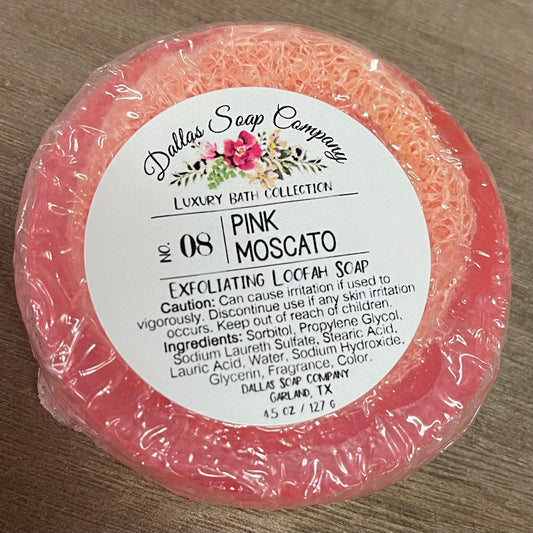 Dallas Soap Company
LUXURY BATH COLLECTION
NO. 08
PINK
MOSCATO
EXFOLIATING LOOFAH SOAP
Caution: Can cause irritation if used to
vigorously. Discontinue use if any skin irritation
occurs. Keep out of reach of children.
Ingredients: Sorbitol, Propylene Glycol,
Sodium Laureth Sulfate, Stearic Acid,
Lauric Acid, Water, Sodium Hydroxide,
Glycerin, Fragrance, Color.
DALLAS SOAP COMPANY
GARLAND, TX
4.5 OZ / 127 G